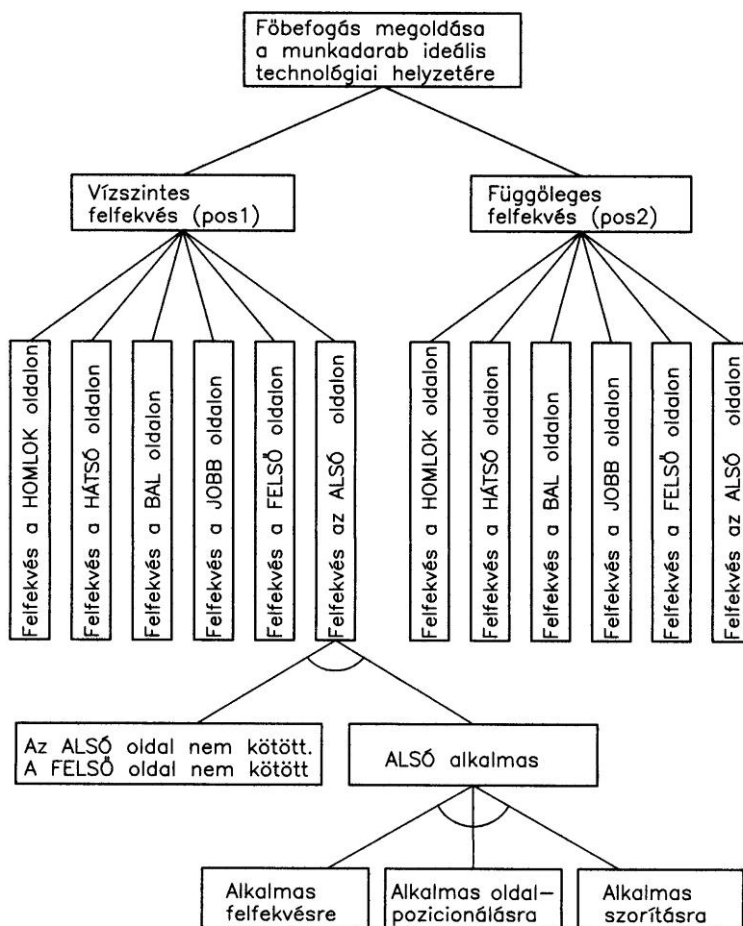 Főbefogás megoldása
a munkadarab ideális
technológiai helyzetére
Vízszintes
felfekvés (pos1)
Függőleges
felfekvés (pos2)
Felfekvés a HOMLOK oldalon
Felfekvés a HÁTSÓ oldalon
Felfekvés a BAL oldalon
Felfekvés a JOBB oldalon
Felfekvés a FELSŐ oldalon
Felfekvés az ALSÓ oldalon
Felfekvés a HOMLOK oldalon
Felfekvés a HÁTSÓ oldalon
Felfekvés a BAL oldalon
Felfekvés a JOBB oldalon
Felfekvés a FELSŐ oldalon
Felfekvés az ALSÓ oldalon
Az ALSÓ oldal nem kötött.
A FELSŐ oldal nem kötött
ALSÓ alkalmas
Alkalmas
felfekvésre
Alkalmas oldal-
pozicionálásra
Alkalmas
szorításra